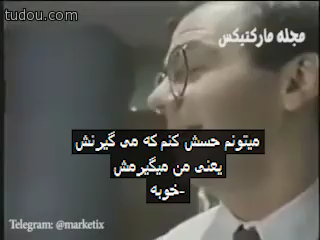 tudou.com
مجله مارکتیکس
میتونم حسش کنم که می گیرنش
یعنی من میگیرمش
-خوبه
Telegram: @marketix